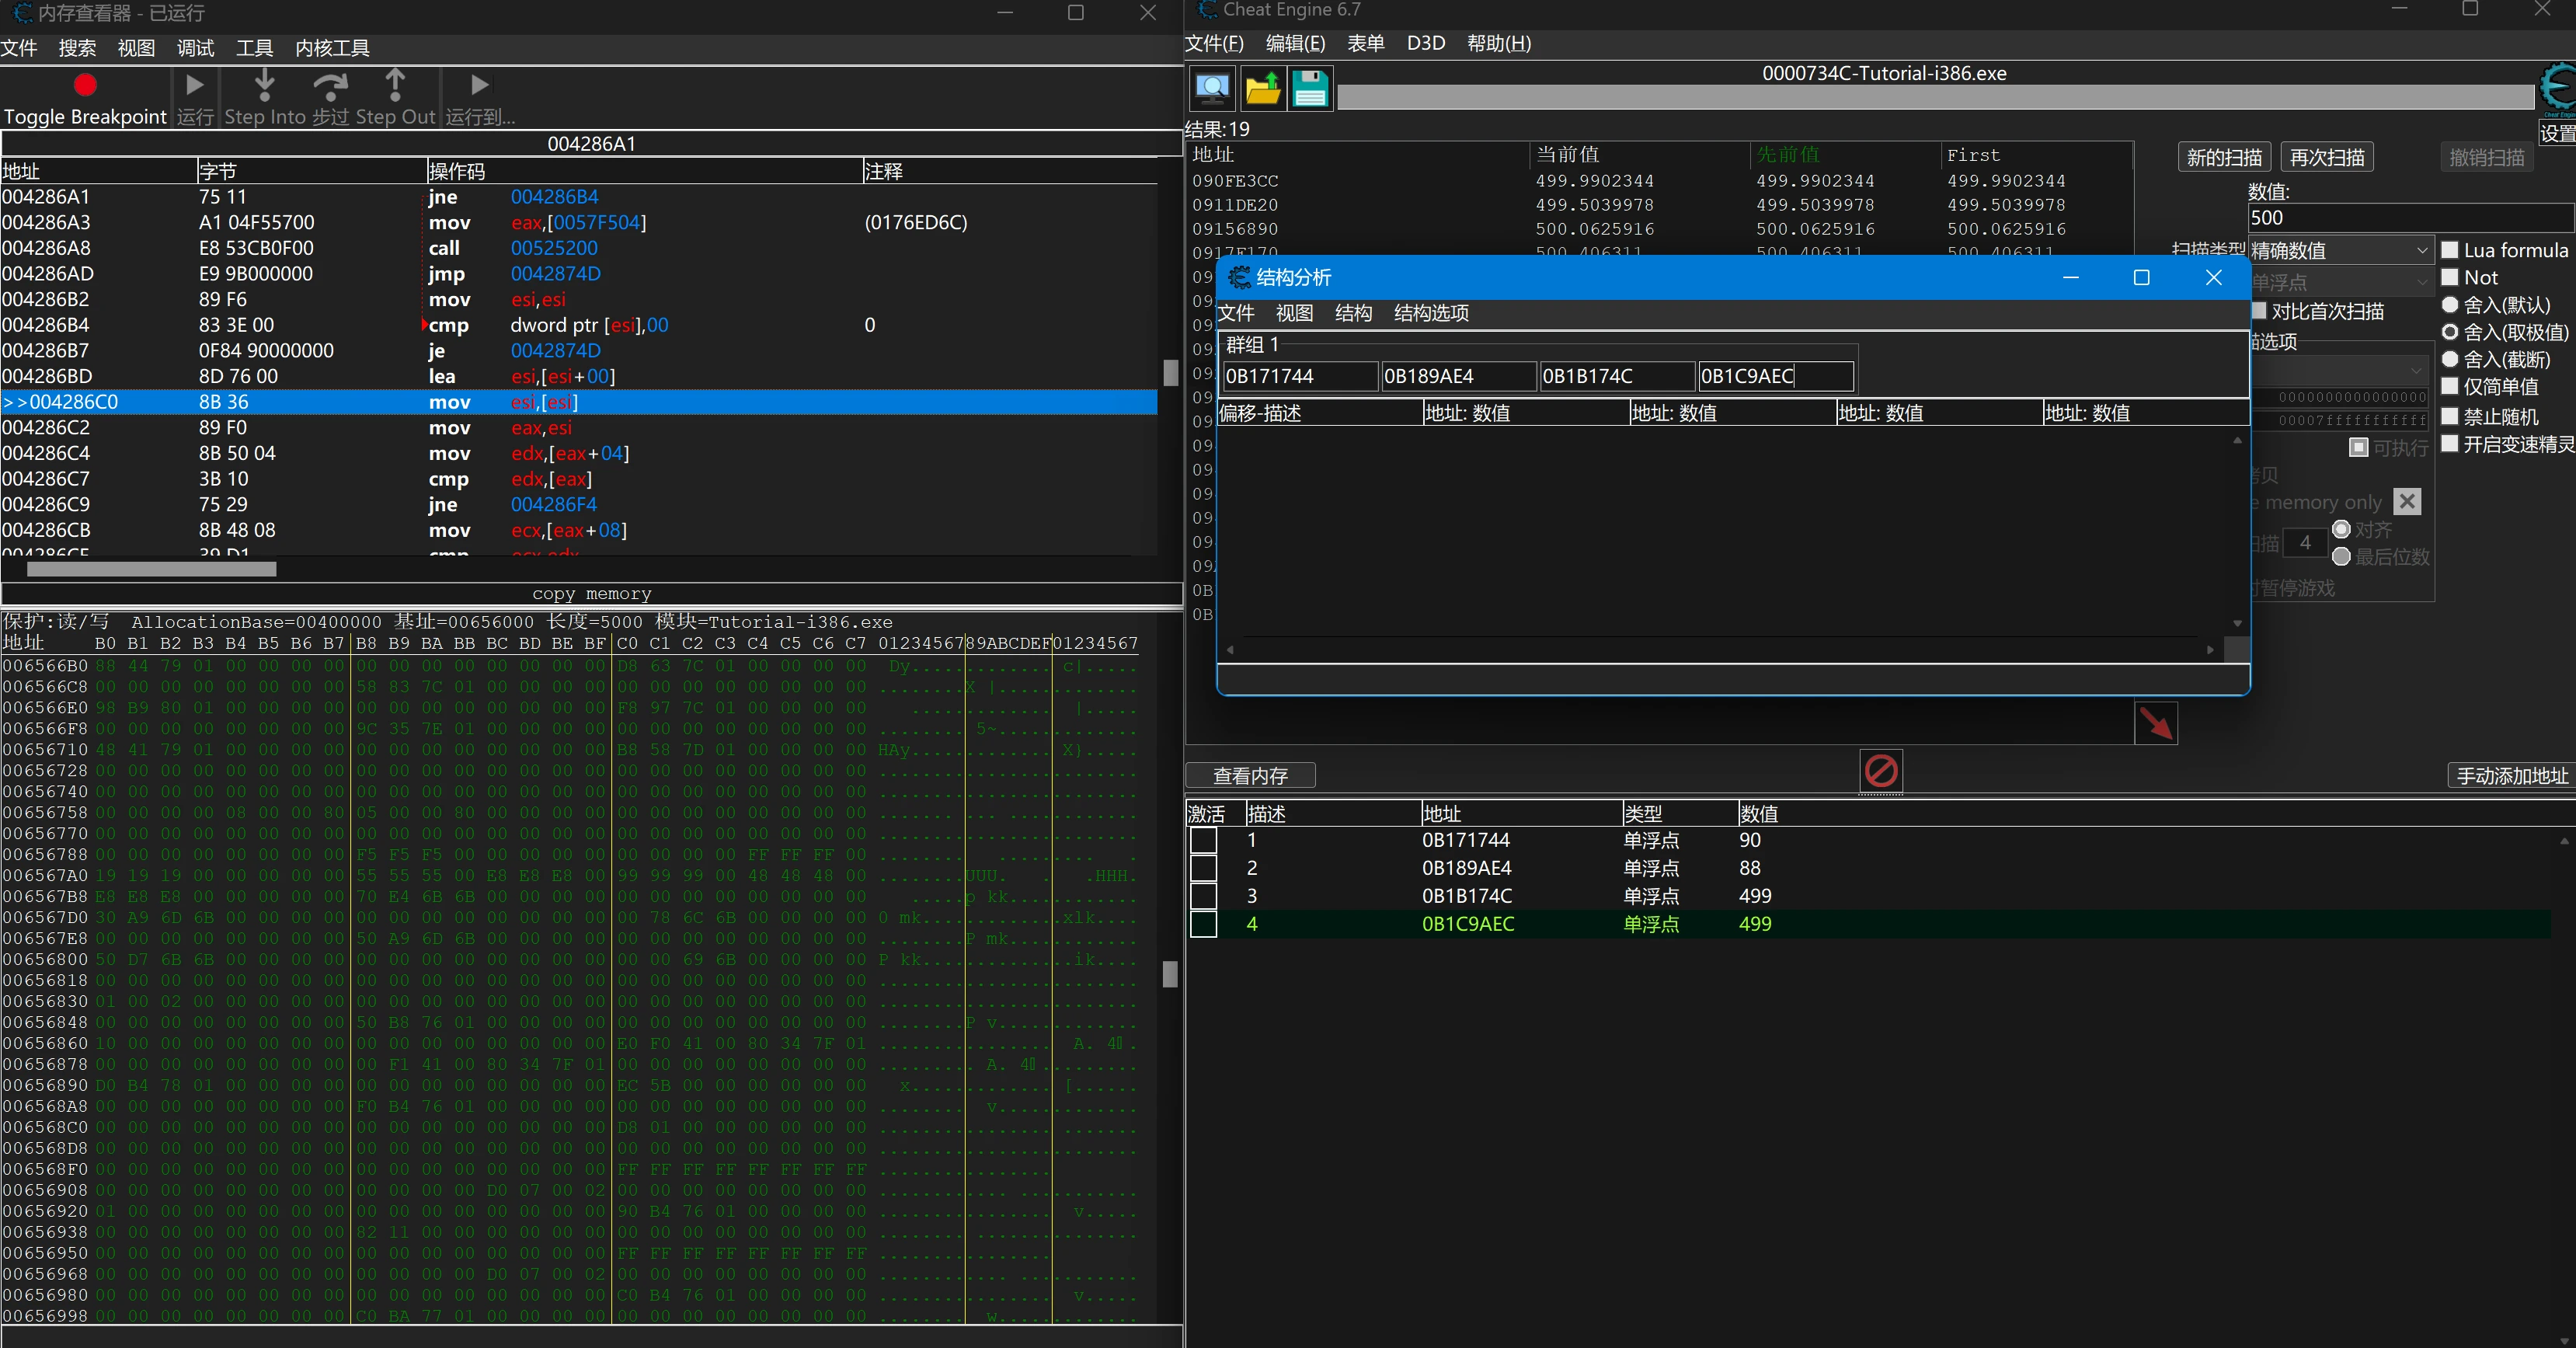 内存查看器 - 已运行
文件 搜索 视图 调试 工具 内核工具
Toggle Breakpoint 运行 Step Into 步过 Step Out 运行到...
004286A1
地址 字节 操作码 注释
004286A1 75 11 jne 004286B4
004286A3 A1 04F55700 mov eax,[0057F504] (0176ED6C)
004286A8 E8 53CB0F00 call 00525200
004286AD E9 9B000000 jmp 0042874D
004286B2 89 F6 mov esi,esi
004286B4 83 3E 00 cmp dword ptr [esi],00 0
004286B7 0F84 90000000 je 0042874D
004286BD 8D 76 00 lea esi,[esi+00]
>>004286C0 8B 36 mov esi,[esi]
004286C2 89 F0 mov eax,esi
004286C4 8B 50 04 mov edx,[eax+04]
004286C7 3B 10 cmp edx,[eax]
004286C9 75 29 jne 004286F4
004286CB 8B 48 08 mov ecx,[eax+08]
copy memory
保护:读/写 AllocationBase=00400000 基址=00656000 长度=5000 模块=Tutorial-i386.exe
地址 B0 B1 B2 B3 B4 B5 B6 B7 B8 B9 BA BB BC BD BE BF C0 C1 C2 C3 C4 C5 C6 C7 0123456789ABCDEF01234567
006566B0 88 44 79 01 00 00 00 00 00 00 00 00 00 00 00 00 D8 63 7C 01 00 00 00 00
006566C8 00 00 00 00 00 00 00 00 58 83 7C 01 00 00 00 00 00 00 00 00 00 00 00 00
006566E0 98 B9 80 01 00 00 00 00 00 00 00 00 00 00 00 00 F8 97 7C 01 00 00 00 00
006566F8 00 00 00 00 00 00 00 00 9C 35 7E 01 00 00 00 00 00 00 00 00 00 00 00 00
00656710 48 41 79 01 00 00 00 00 00 00 00 00 00 00 00 00 B8 58 7D 01 00 00 00 00
00656728 00 00 00 00 00 00 00 00 00 00 00 00 00 00 00 00 00 00 00 00 00 00 00 00
00656740 00 00 00 00 00 00 00 00 00 00 00 00 00 00 00 00 00 00 00 00 00 00 00 00
00656758 00 00 00 00 08 00 00 80 05 00 00 80 00 00 00 00 00 00 00 00 00 00 00 00
00656770 00 00 00 00 00 00 00 00 00 00 00 00 00 00 00 00 00 00 00 00 00 00 00 00
00656788 00 00 00 00 00 00 00 00 F5 F5 F5 00 00 00 00 00 00 00 00 00 FF FF FF 00
006567A0 19 19 19 00 00 00 00 00 55 55 55 00 E8 E8 E8 00 99 99 99 00 48 48 48 00
006567B8 E8 E8 E8 00 00 00 00 00 70 E4 6B 6B 00 00 00 00 00 00 00 00 00 00 00 00
006567D0 30 A9 6D 6B 00 00 00 00 00 00 00 00 00 00 00 00 00 78 6C 6B 00 00 00 00
006567E8 00 00 00 00 00 00 00 00 50 A9 6D 6B 00 00 00 00 00 00 00 00 00 00 00 00
00656800 50 D7 6B 6B 00 00 00 00 00 00 00 00 00 00 00 00 00 00 69 6B 00 00 00 00
00656818 00 00 00 00 00 00 00 00 00 00 00 00 00 00 00 00 00 00 00 00 00 00 00 00
00656830 01 00 02 00 00 00 00 00 00 00 00 00 00 00 00 00 00 00 00 00 00 00 00 00
00656848 00 00 00 00 00 00 00 00 50 B8 76 01 00 00 00 00 00 00 00 00 00 00 00 00
00656860 10 00 00 00 00 00 00 00 00 00 00 00 00 00 00 00 E0 F0 41 00 80 34 7F 01
00656878 00 00 00 00 00 00 00 00 00 F1 41 00 80 34 7F 01 00 00 00 00 00 00 00 00
00656890 D0 B4 78 01 00 00 00 00 00 00 00 00 00 00 00 00 EC 5B 00 00 00 00 00 00
006568A8 00 00 00 00 00 00 00 00 F0 B4 76 01 00 00 00 00 00 00 00 00 00 00 00 00
006568C0 00 00 00 00 00 00 00 00 00 00 00 00 00 00 00 00 D8 01 00 00 00 00 00 00
006568D8 00 00 00 00 00 00 00 00 00 00 00 00 00 00 00 00 00 00 00 00 00 00 00 00
006568F0 00 00 00 00 00 00 00 00 00 00 00 00 00 00 00 00 FF FF FF FF FF FF FF FF
00656908 00 00 00 00 00 00 00 00 00 00 00 00 D0 07 00 02 00 00 00 00 00 00 00 00
00656920 01 00 00 00 00 00 00 00 00 00 00 00 00 00 00 00 90 B4 76 01 00 00 00 00
00656938 00 00 00 00 00 00 00 00 82 11 00 00 00 00 00 00 00 00 00 00 00 00 00 00
00656950 00 00 00 00 00 00 00 00 00 00 00 00 00 00 00 00 FF FF FF FF FF FF FF FF
00656968 00 00 00 00 00 00 00 00 00 00 00 00 D0 07 00 02 00 00 00 00 00 00 00 00
00656980 00 00 00 00 00 00 00 00 00 00 00 00 00 00 00 00 C0 B4 76 01 00 00 00 00
00656998 00 00 00 00 00 00 00 00 C0 BA 77 01 00 00 00 00 00 00 00 00 00 00 00 00
Cheat Engine 6.7
文件(F) 编辑(E) 表单 D3D 帮助(H)
0000734C-Tutorial-i386.exe
设置
结果:19
地址 当前值 先前值 First
090FE3CC 499.9902344 499.9902344 499.9902344
0911DE20 499.5039978 499.5039978 499.5039978
09156890 500.0625916 500.0625916 500.0625916
0917F170 500.406311 500.406311 500.406311
新的扫描 再次扫描 撤销扫描
数值:
500
扫描类型 精确数值
单浮点
对比首次扫描
描选项
0000000000000000
00007fffffffffff
可执行
拷贝
e memory only
扫描 4 对齐
最后位数
时暂停游戏
Lua formula
Not
舍入(默认)
舍入(取极值)
舍入(截断)
仅简单值
禁止随机
开启变速精灵
结构分析
文件 视图 结构 结构选项
群组 1
0B171744 0B189AE4 0B1B174C 0B1C9AEC
偏移-描述 地址: 数值 地址: 数值 地址: 数值 地址: 数值
查看内存
手动添加地址
激活 描述 地址 类型 数值
1 0B171744 单浮点 90
2 0B189AE4 单浮点 88
3 0B1B174C 单浮点 499
4 0B1C9AEC 单浮点 499